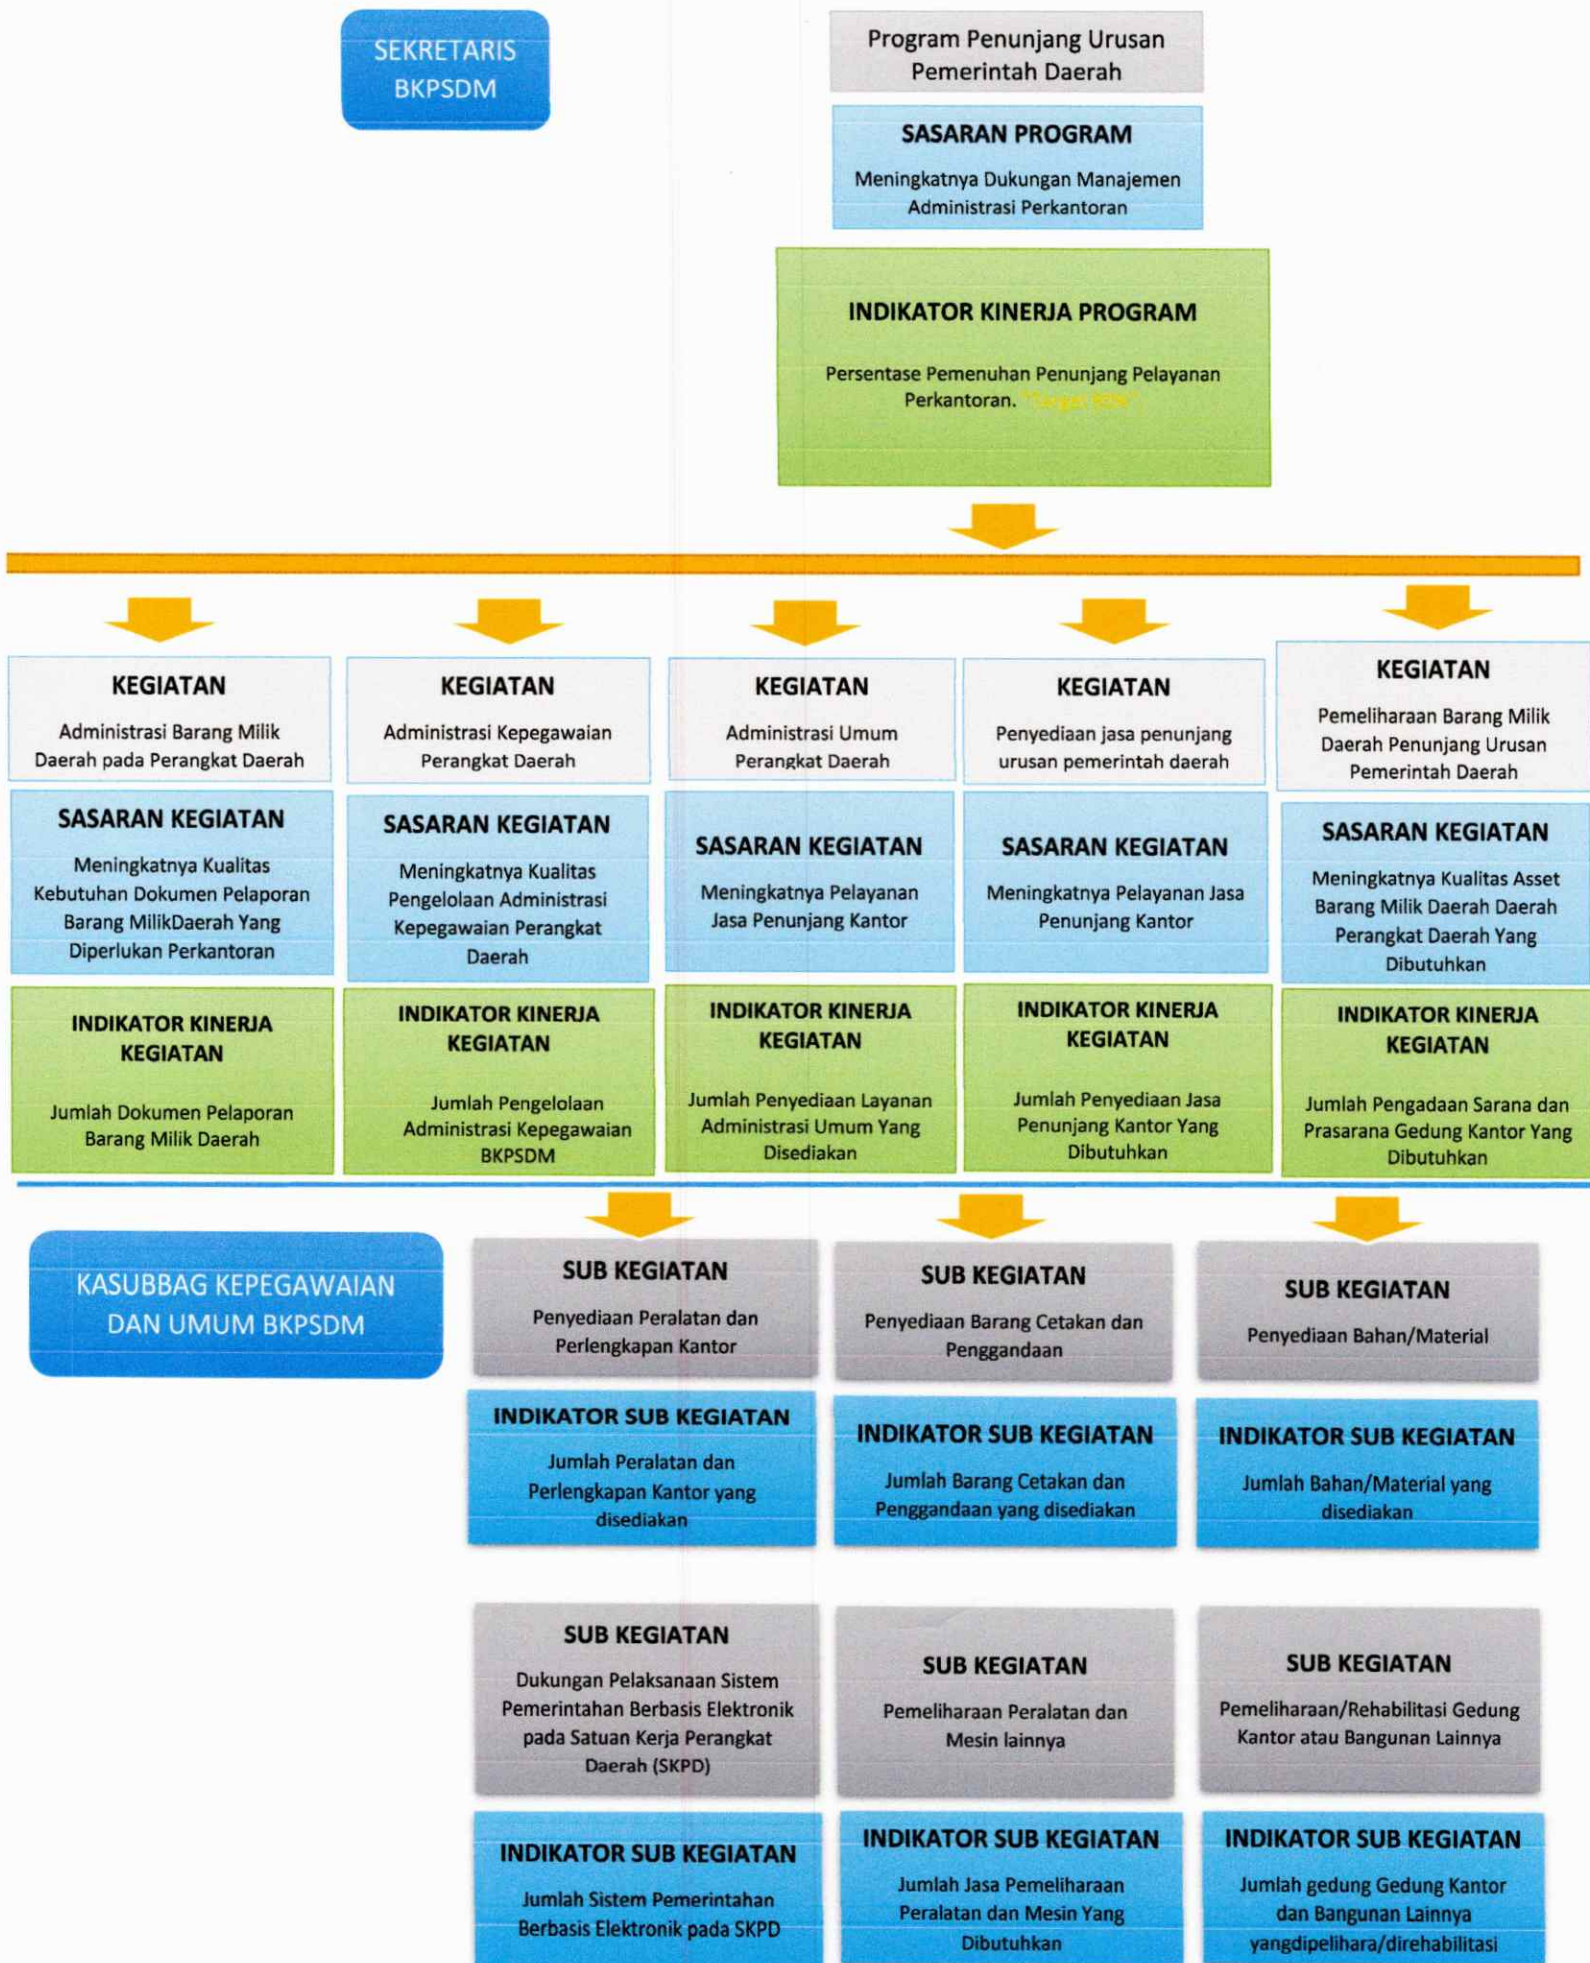 SEKRETARIS
BKPSDM
Program Penunjang Urusan
Pemerintah Daerah
SASARAN PROGRAM
Meningkatnya Dukungan Manajemen
Administrasi Perkantoran
INDIKATOR KINERJA PROGRAM
Persentase Pemenuhan Penunjang Pelayanan
Perkantoran.
KEGIATAN
Administrasi Barang Milik
Daerah pada Perangkat Daerah
KEGIATAN
Administrasi Kepegawaian
Perangkat Daerah
KEGIATAN
Administrasi Umum
Perangkat Daerah
KEGIATAN
Penyediaan jasa penunjang
urusan pemerintah daerah
KEGIATAN
Pemeliharaan Barang Milik
Daerah Penunjang Urusan
Pemerintah Daerah
SASARAN KEGIATAN
Meningkatnya Kualitas
Kebutuhan Dokumen Pelaporan
Barang MilikDaerah Yang
Diperlukan Perkantoran
SASARAN KEGIATAN
Meningkatnya Kualitas
Pengelolaan Administrasi
Kepegawaian Perangkat
Daerah
SASARAN KEGIATAN
Meningkatnya Pelayanan
Jasa Penunjang Kantor
SASARAN KEGIATAN
Meningkatnya Pelayanan Jasa
Penunjang Kantor
SASARAN KEGIATAN
Meningkatnya Kualitas Asset
Barang Milik Daerah Daerah
Perangkat Daerah Yang
Dibutuhkan
INDIKATOR KINERJA
KEGIATAN
Jumlah Dokumen Pelaporan
Barang Milik Daerah
INDIKATOR KINERJA
KEGIATAN
Jumlah Pengelolaan
Administrasi Kepegawaian
BKPSDM
INDIKATOR KINERJA
KEGIATAN
Jumlah Penyediaan Layanan
Administrasi Umum Yang
Disediakan
INDIKATOR KINERJA
KEGIATAN
Jumlah Penyediaan Jasa
Penunjang Kantor Yang
Dibutuhkan
INDIKATOR KINERJA
KEGIATAN
Jumlah Pengadaan Sarana dan
Prasarana Gedung Kantor Yang
Dibutuhkan
KASUBBAG KEPEGAWAIAN
DAN UMUM BKPSDM
SUB KEGIATAN
Penyediaan Peralatan dan
Perlengkapan Kantor
SUB KEGIATAN
Penyediaan Barang Cetakan dan
Penggandaan
SUB KEGIATAN
Penyediaan Bahan/Material
INDIKATOR SUB KEGIATAN
Jumlah Peralatan dan
Perlengkapan Kantor yang
disediakan
INDIKATOR SUB KEGIATAN
Jumlah Barang Cetakan dan
Penggandaan yang disediakan
INDIKATOR SUB KEGIATAN
Jumlah Bahan/Material yang
disediakan
SUB KEGIATAN
Dukungan Pelaksanaan Sistem
Pemerintahan Berbasis Elektronik
pada Satuan Kerja Perangkat
Daerah (SKPD)
SUB KEGIATAN
Pemeliharaan Peralatan dan
Mesin lainnya
SUB KEGIATAN
Pemeliharaan/Rehabilitasi Gedung
Kantor atau Bangunan Lainnya
INDIKATOR SUB KEGIATAN
Jumlah Sistem Pemerintahan
Berbasis Elektronik pada SKPD
INDIKATOR SUB KEGIATAN
Jumlah Jasa Pemeliharaan
Peralatan dan Mesin Yang
Dibutuhkan
INDIKATOR SUB KEGIATAN
Jumlah gedung Gedung Kantor
dan Bangunan Lainnya
yangdipelihara/direhabilitasi